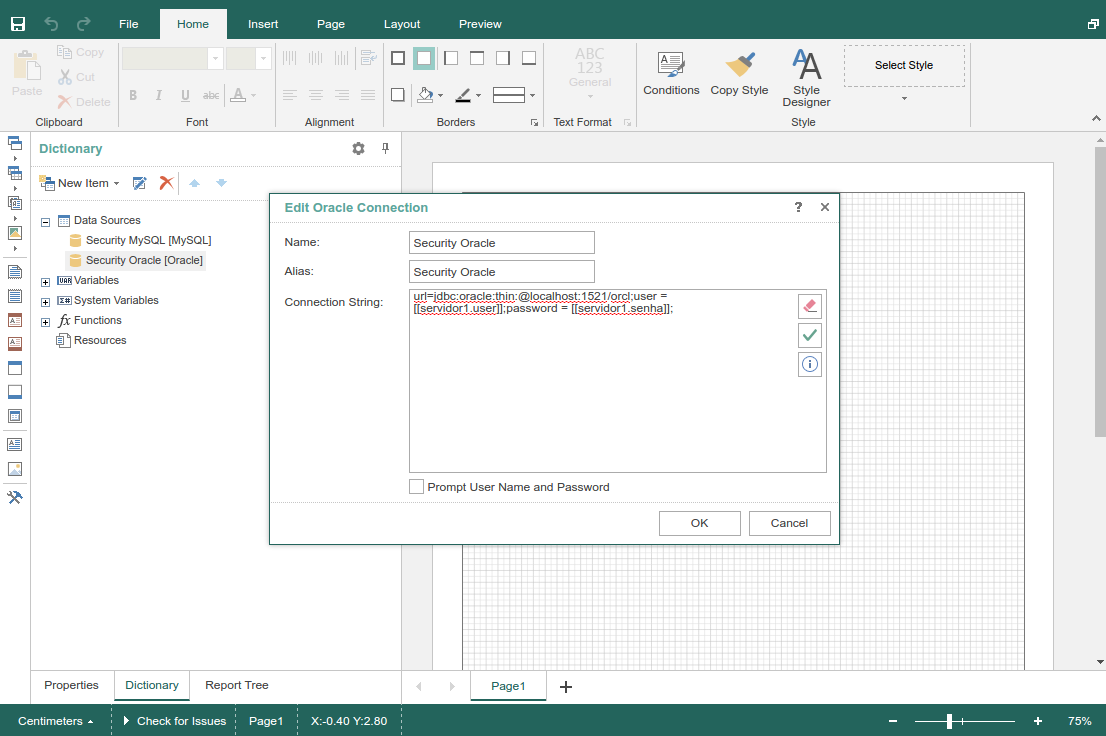 File Home Insert Page Layout Preview
Paste
Copy
Cut
Delete
Clipboard
B I U abc A
Font
Alignment
Borders
ABC
123
General
Text Format
Conditions
Copy Style
Style
Designer
Select Style
Style
Dictionary
New Item
Data Sources
Security MySQL [MySQL]
Security Oracle [Oracle]
Variables
System Variables
fx Functions
Resources
Edit Oracle Connection ? ×
Name: Security Oracle
Alias: Security Oracle
Connection String: url=jdbc:oracle:thin:@localhost:1521/orcl;user =
[[servidor1.user]];password = [[servidor1.senha]];
Prompt User Name and Password
OK Cancel
Properties Dictionary Report Tree
Page1
Centimeters Check for Issues Page1 X:-0.40 Y:2.80 75%